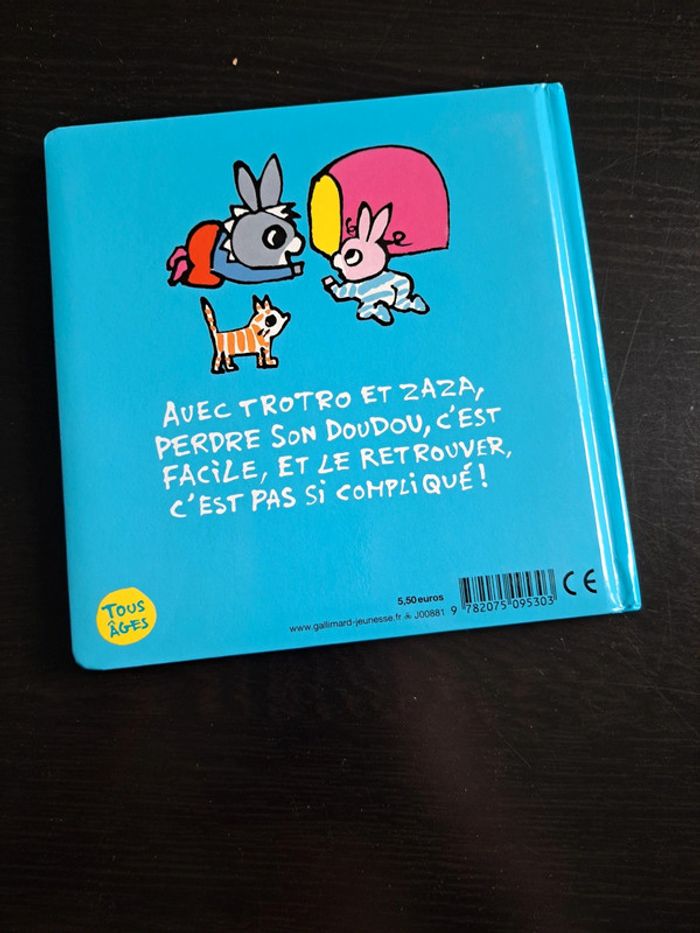 AVEC TROTRO ET ZAZA,
PERDRE SON DOUDOU, C'EST
FACiLE, ET LE RETROUVER,
C'EST PAS Si COMPLiQUÉ !
TOUS
ÂGES
5,50 euros
www.gallimard-jeunesse.fr J00881
9 782075 095303
CE